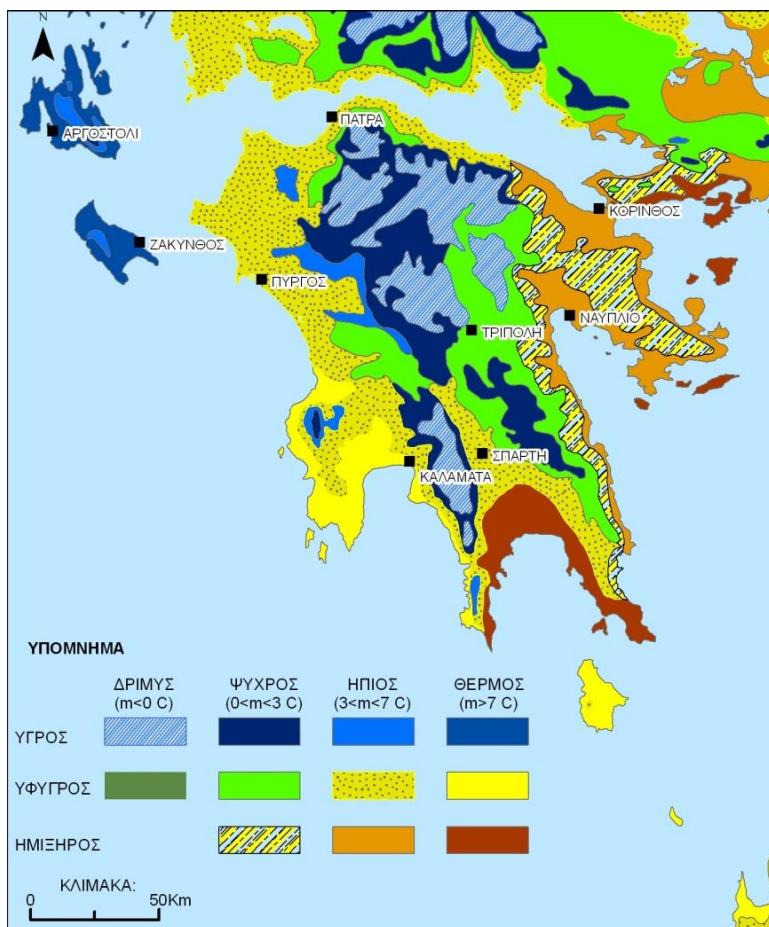 N
ΠΑΤΡΑ
ΑΡΓΟΣΤΟΛΙ
ΚΟΡΙΝΘΟΣ
ΖΑΚΥΝΘΟΣ
ΠΥΡΓΟΣ
ΝΑΥΠΛΙΟ
ΤΡΙΠΟΛΗ
ΣΠΑΡΤΗ
ΚΑΛΑΜΑΤΑ
ΥΠΟΜΝΗΜΑ
ΔΡΙΜΥΣ ΨΥΧΡΟΣ ΗΠΙΟΣ ΘΕΡΜΟΣ
(m<0 C) (0<m<3 C) (3<m<7 C) (m>7 C)
ΥΓΡΟΣ
ΥΦΥΓΡΟΣ
ΗΜΙΞΗΡΟΣ
ΚΛΙΜΑΚΑ:
0 50Km